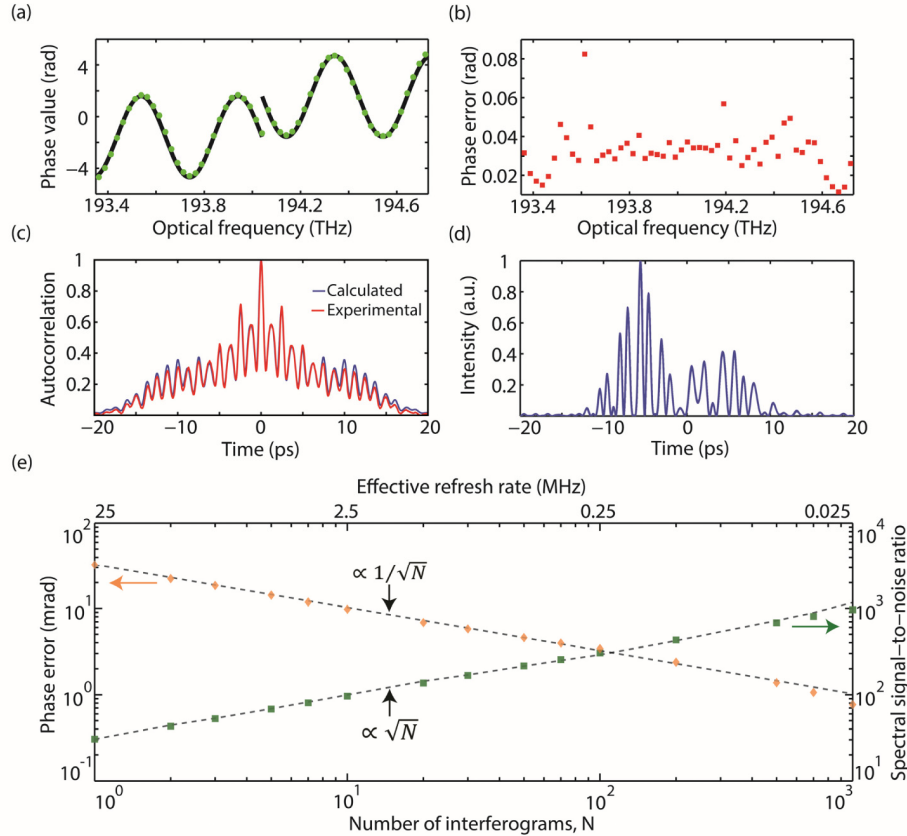 (a)
Phase value (rad)
4
0
−4
193.4
193.8
194.2
194.6
Optical frequency (THz)
(b)
Phase error (rad)
0.08
0.06
0.04
0.02
193.4
193.8
194.2
194.6
Optical frequency (THz)
(c)
Autocorrelation
1
0.8
0.6
0.4
0.2
Calculated
Experimental
−20
−10
0
10
20
Time (ps)
(d)
Intensity (a.u.)
1
0.8
0.6
0.4
0.2
−20
−10
0
10
20
Time (ps)
(e)
Effective refresh rate (MHz)
25
2.5
0.25
0.025
Phase error (mrad)
10^2
10^1
10^0
10^-1
∝ 1/√N
∝ √N
Spectral signal−to−noise ratio
10^4
10^3
10^2
10^1
10^0
10^1
10^2
10^3
Number of interferograms, N